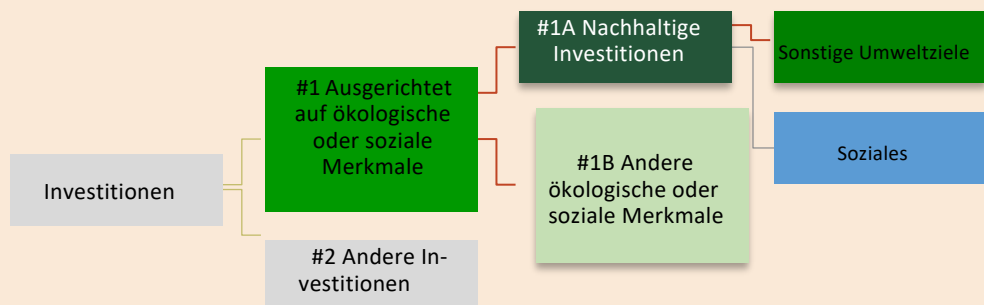 Investitionen
#1 Ausgerichtet
auf ökologische
oder soziale
Merkmale
#2 Andere In-
vestitionen
#1A Nachhaltige
Investitionen
#1B Andere
ökologische oder
soziale Merkmale
Sonstige Umweltziele
Soziales